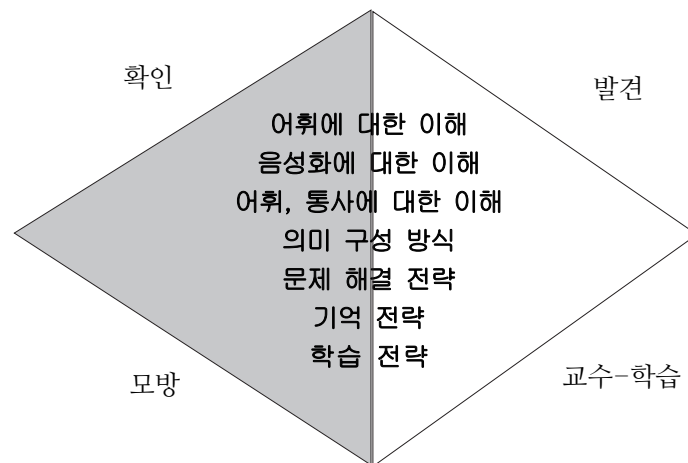 확인
발견
어휘에 대한 이해
음성화에 대한 이해
어휘, 통사에 대한 이해
의미 구성 방식
문제 해결 전략
기억 전략
학습 전략
모방
교수-학습